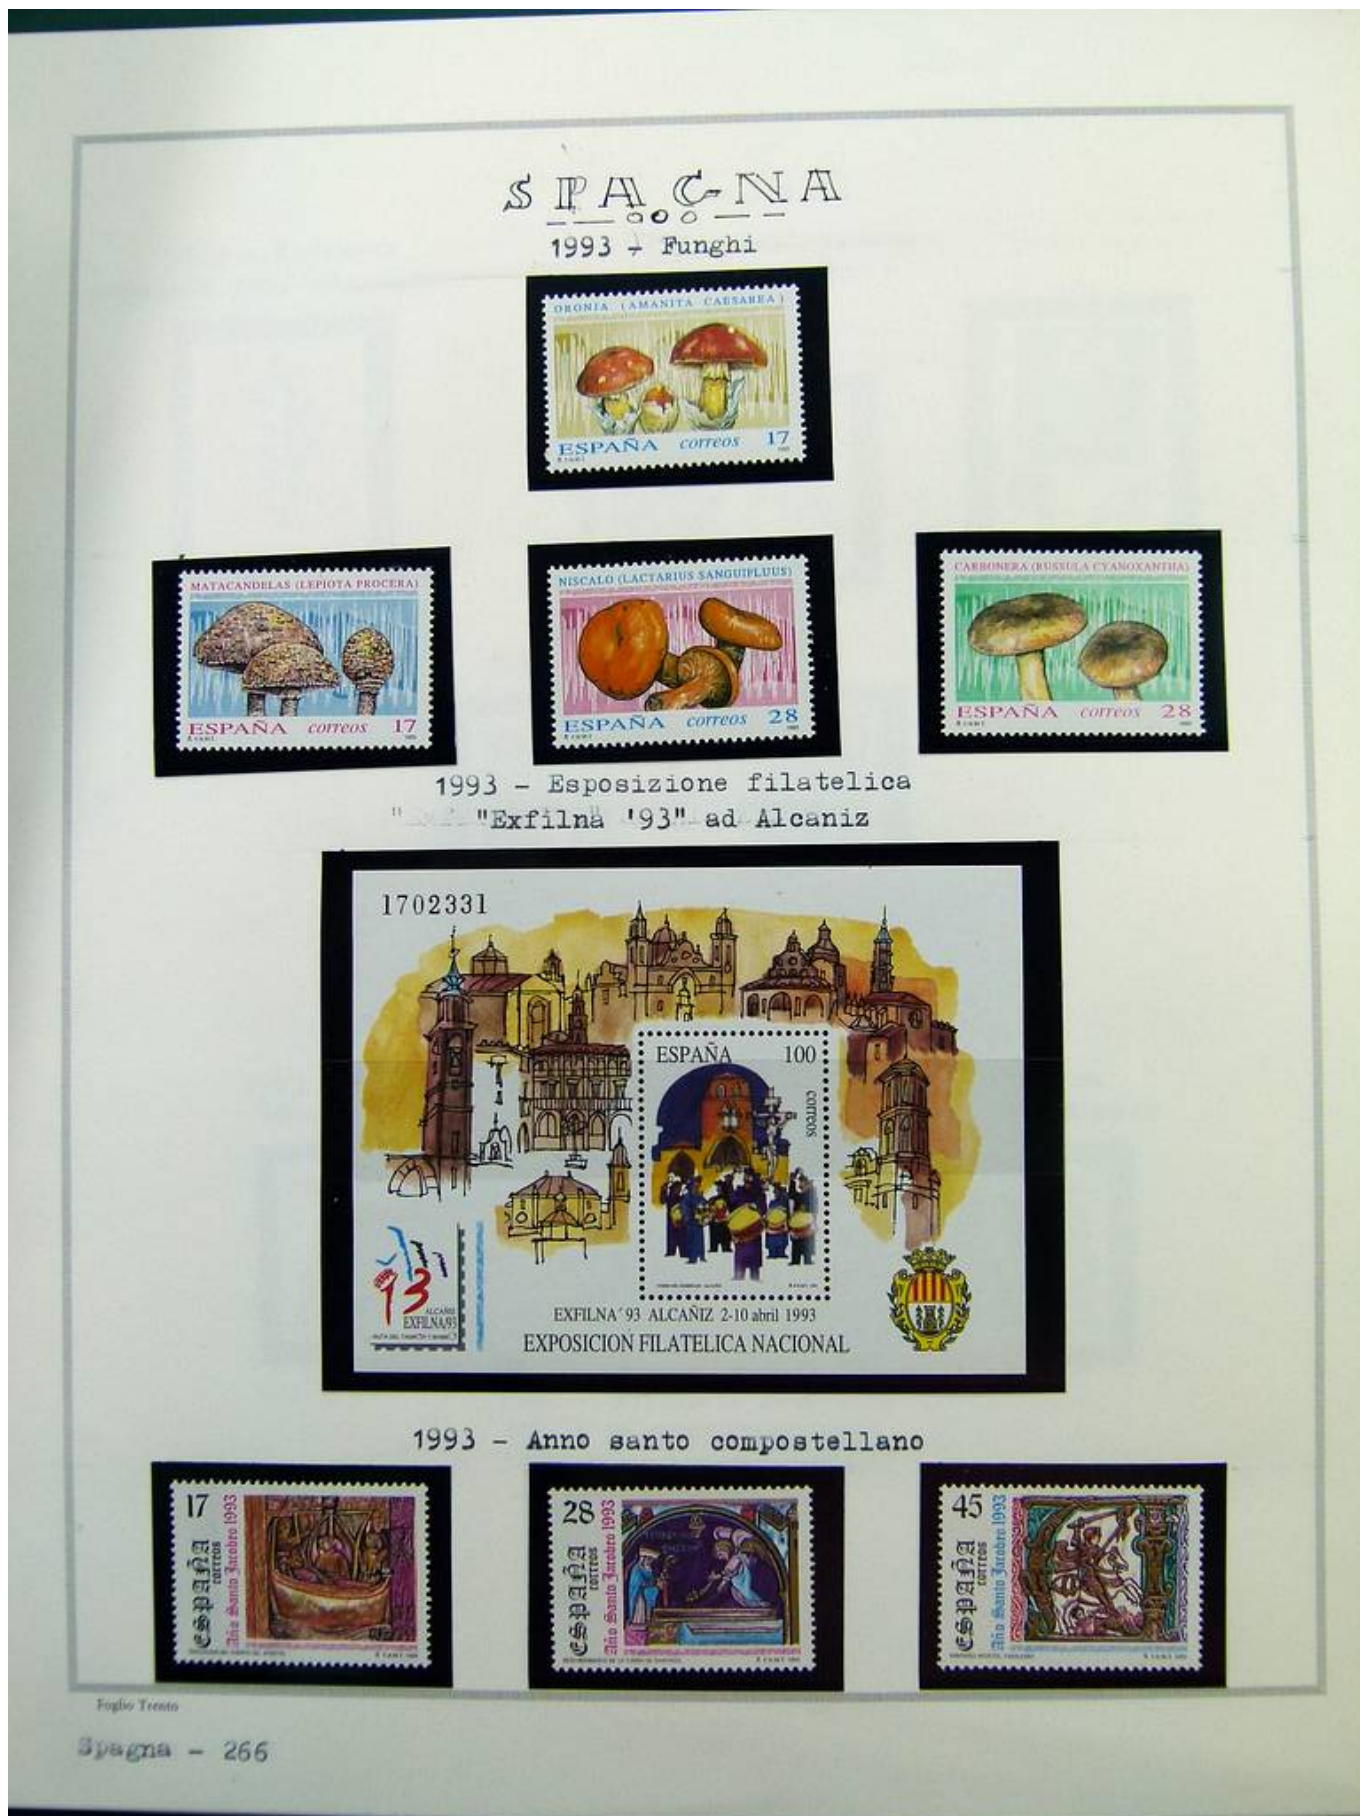 SPAGNA
1993 - Funghi
ORONJA (AMANITA CAESAREA)
ESPAÑA correos 17
MATACANDELAS (LEPIOTA PROCERA)
ESPAÑA correos 17
NISCALO (LACTARIUS SANGUIFLUUS)
ESPAÑA correos 28
CARBONERA (RUSSULA CYANOXANTHA)
ESPAÑA correos 28
1993 - Esposizione filatelica
"Exfilna '93" ad Alcaniz
1702331
ESPAÑA 100
correos
93
ALCAÑIZ
EXFILNA/93
EXFILNA´93 ALCAÑIZ 2-10 abril 1993
EXPOSICION FILATELICA NACIONAL
1993 - Anno santo compostellano
17
ESPAÑA
correos
Año Santo Jacobeo 1993
28
ESPAÑA
correos
Año Santo Jacobeo 1993
45
ESPAÑA
correos
Año Santo Jacobeo 1993
Foglio Trento
Spagna - 266